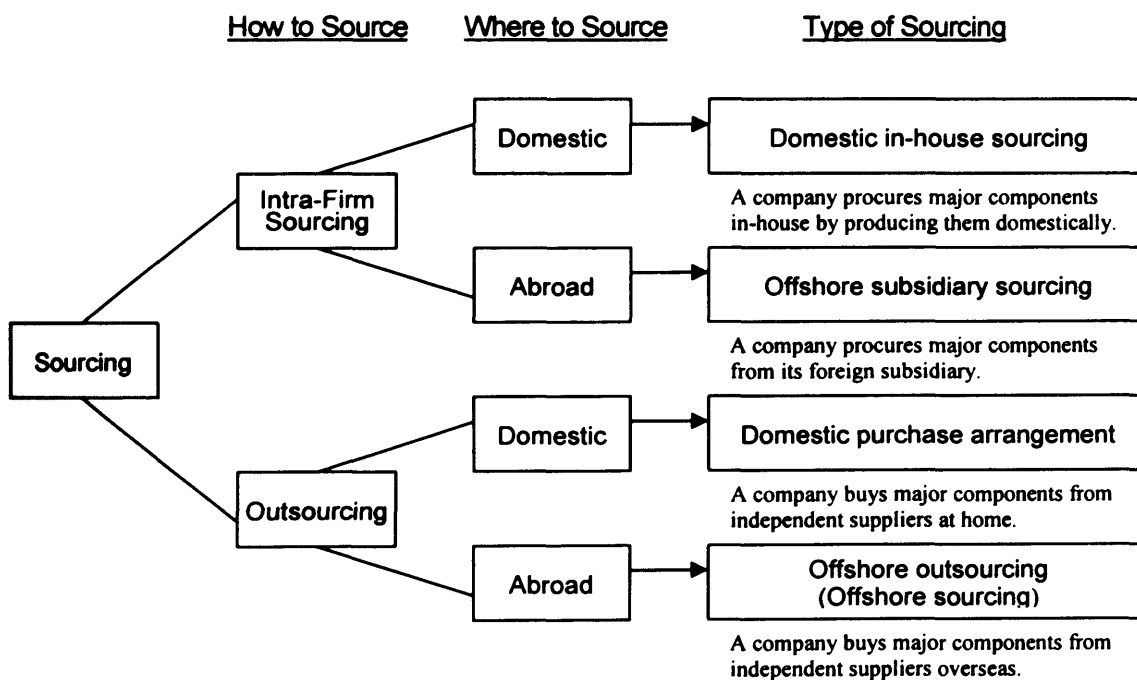 How to Source
Where to Source
Type of Sourcing
Domestic
Domestic in-house sourcing
A company procures major components
in-house by producing them domestically.
Intra-Firm
Sourcing
Abroad
Offshore subsidiary sourcing
A company procures major components
from its foreign subsidiary.
Sourcing
Domestic
Domestic purchase arrangement
A company buys major components from
independent suppliers at home.
Outsourcing
Abroad
Offshore outsourcing
(Offshore sourcing)
A company buys major components from
independent suppliers overseas.